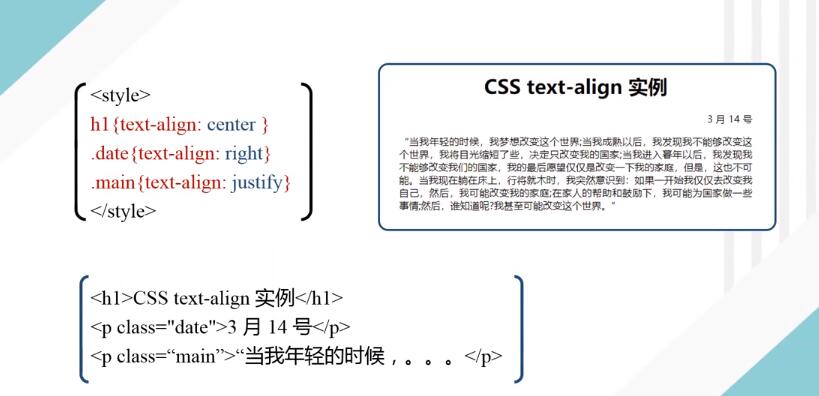 <style>
h1{text-align: center }
.date{text-align: right}
.main{text-align: justify}
</style>
CSS text-align 实例
3 月 14 号
“当我年轻的时候，我梦想改变这个世界;当我成熟以后，我发现我不能够改变这
个世界，我将目光缩短了些，决定只改变我的国家;当我进入暮年以后，我发现我
不能够改变我们的国家，我的最后愿望仅仅是改变一下我的家庭，但是，这也不可
能。当我现在躺在床上，行将就木时，我突然意识到：如果一开始我仅仅去改变我
自己，然后，我可能改变我的家庭;在家人的帮助和鼓励下，我可能为国家做一些
事情;然后，谁知道呢?我甚至可能改变这个世界。”
<h1>CSS text-align 实例</h1>
<p class="date">3 月 14 号</p>
<p class=“main”>“当我年轻的时候，。。。</p>